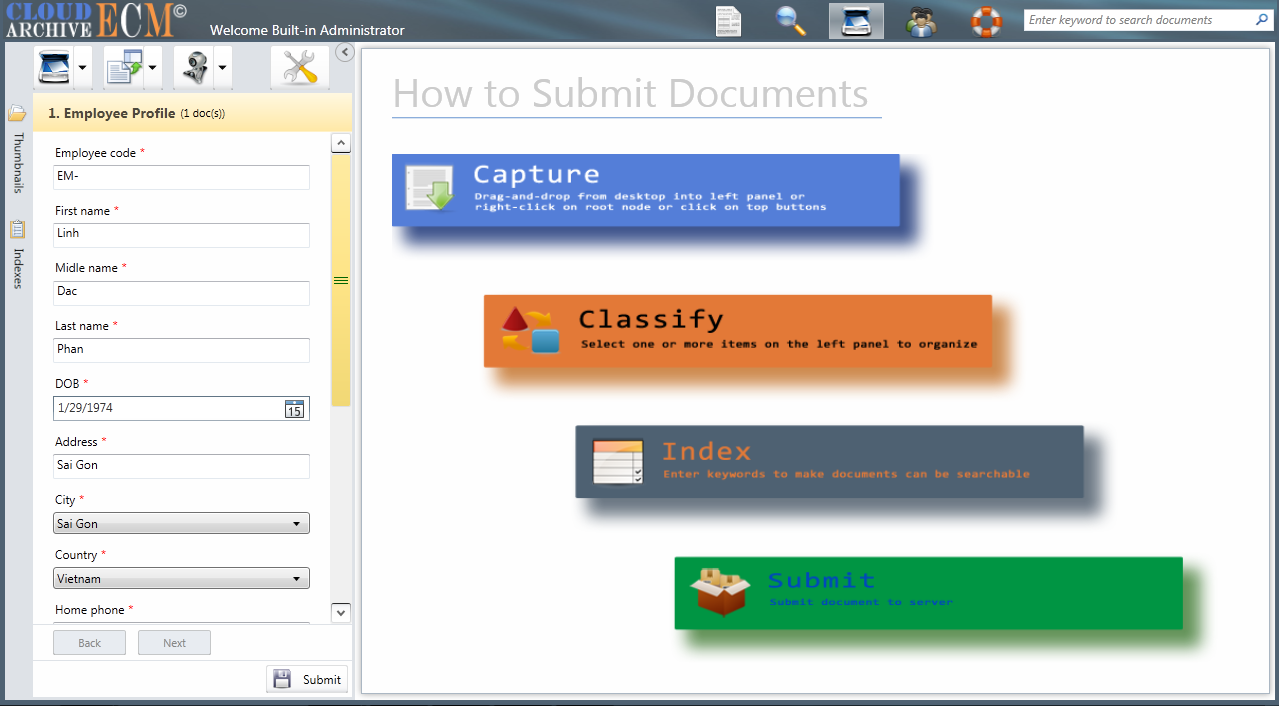 CLOUD
ARCHIVE ECM©
Welcome Built-in Administrator
Enter keyword to search documents
Thumbnails
Indexes
1. Employee Profile (1 doc(s))
Employee code *
EM-
First name *
Linh
Midle name *
Dac
Last name *
Phan
DOB *
1/29/1974
15
Address *
Sai Gon
City *
Sai Gon
Country *
Vietnam
Home phone *
Back
Next
Submit
How to Submit Documents
Capture
Drag-and-drop from desktop into left panel or
right-click on root node or click on top buttons
Classify
Select one or more items on the left panel to organize
Index
Enter keywords to make documents can be searchable
Submit
Submit document to server